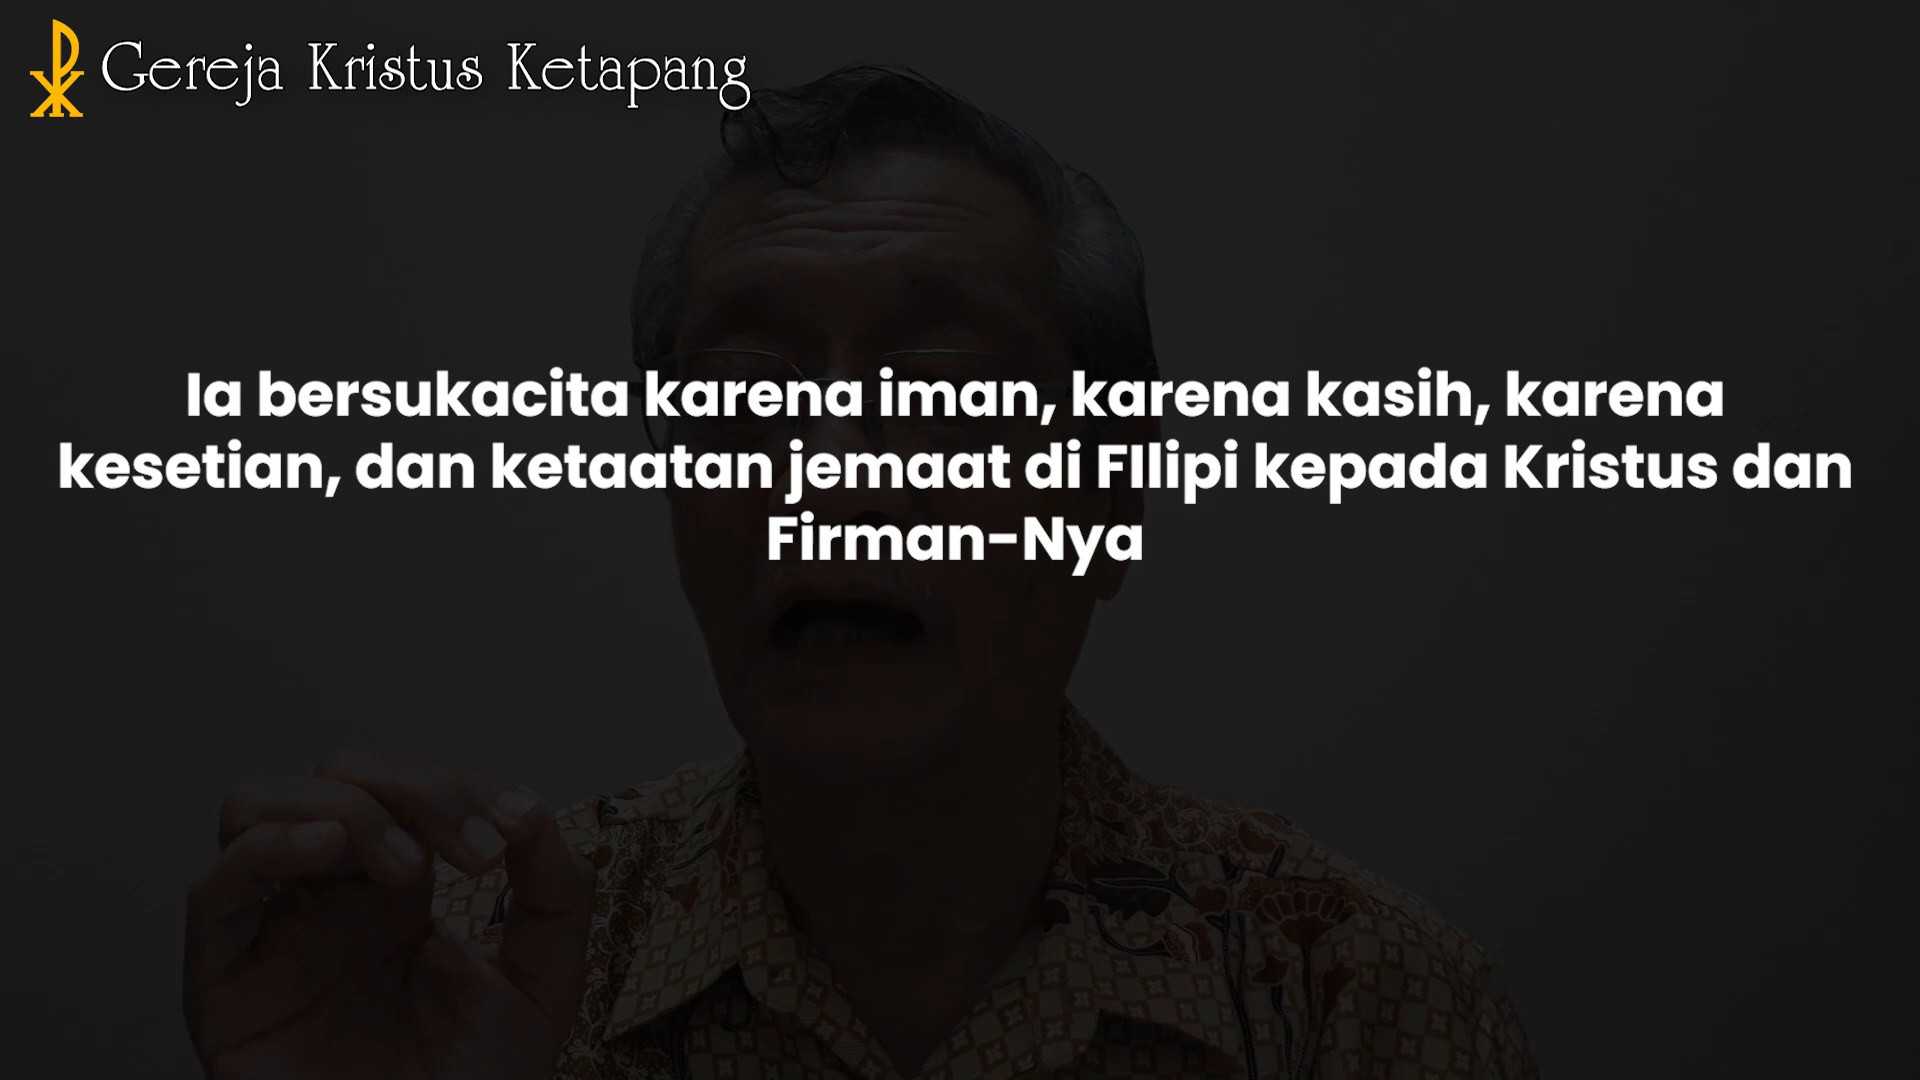 Gereja Kristus Ketapang
Ia bersukacita karena iman, karena kasih, karena
kesetian, dan ketaatan jemaat di FIlipi kepada Kristus dan
Firman-Nya